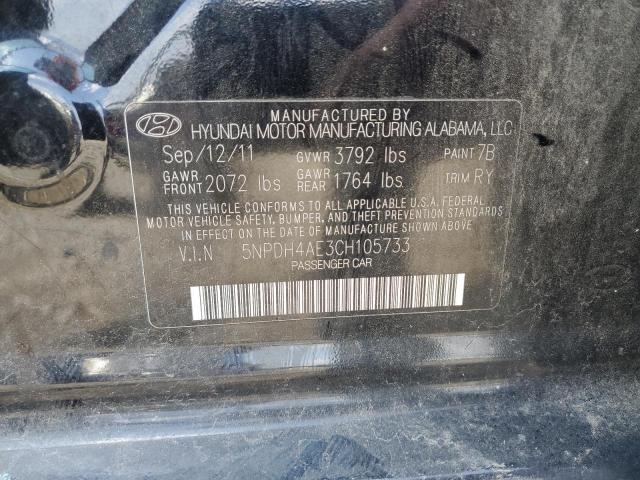 MANUFACTURED BY
HYUNDAI MOTOR MANUFACTURING ALABAMA, LLC
Sep/12/11 GVWR 3792 lbs PAINT 7B
GAWR FRONT 2072 lbs GAWR REAR 1764 lbs TRIM RY
THIS VEHICLE CONFORMS TO ALL APPLICABLE U.S.A. FEDERAL
MOTOR VEHICLE SAFETY, BUMPER, AND THEFT PREVENTION STANDARDS
IN EFFECT ON THE DATE OF MANUFACTURE SHOWN ABOVE.
V.I.N 5NPDH4AE3CH105733
PASSENGER CAR